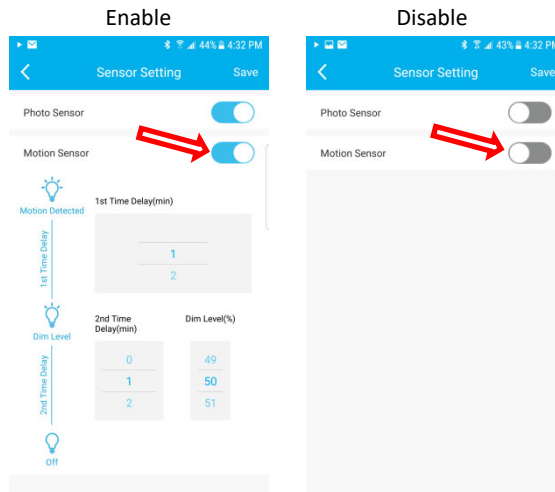 Enable
44% 4:32 PM
Sensor Setting
Save
Photo Sensor
Motion Sensor
Motion Detected
1st Time Delay(min)
1st Time Delay
1
2
Dim Level
2nd Time
Delay(min)
Dim Level(%)
2nd Time Delay
0
49
1
50
2
51
Off
Disable
43% 4:32 PM
Sensor Setting
Save
Photo Sensor
Motion Sensor